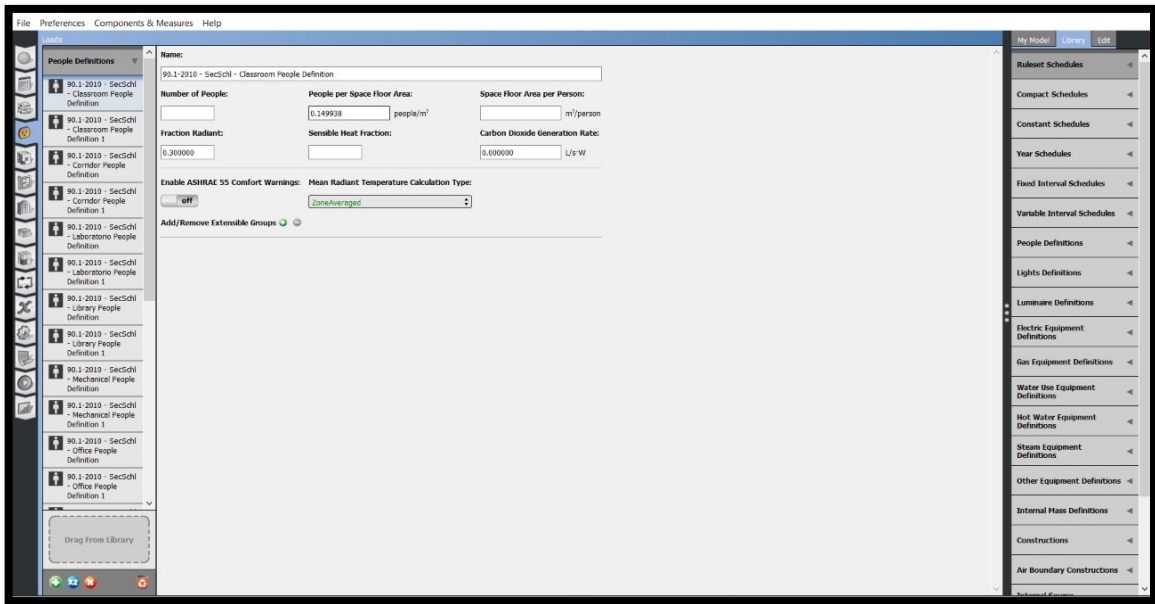 File Preferences Components & Measures Help
Loads
My Model Library Edit
People Definitions
90.1-2010 - SecSchl
- Classroom People
Definition
90.1-2010 - SecSchl
- Classroom People
Definition 1
90.1-2010 - SecSchl
- Corridor People
Definition
90.1-2010 - SecSchl
- Corridor People
Definition 1
90.1-2010 - SecSchl
- Laboratorio People
Definition
90.1-2010 - SecSchl
- Laboratorio People
Definition 1
90.1-2010 - SecSchl
- Library People
Definition
90.1-2010 - SecSchl
- Library People
Definition 1
90.1-2010 - SecSchl
- Mechanical People
Definition
90.1-2010 - SecSchl
- Mechanical People
Definition 1
90.1-2010 - SecSchl
- Office People
Definition
90.1-2010 - SecSchl
- Office People
Definition 1
Drag From Library
x2
Name:
90.1-2010 - SecSchl - Classroom People Definition
Number of People: People per Space Floor Area: Space Floor Area per Person:
0.149938 people/m² m²/person
Fraction Radiant: Sensible Heat Fraction: Carbon Dioxide Generation Rate:
0.300000 0.000000 L/s·W
Enable ASHRAE 55 Comfort Warnings: Mean Radiant Temperature Calculation Type:
off ZoneAveraged
Add/Remove Extensible Groups
Ruleset Schedules
Compact Schedules
Constant Schedules
Year Schedules
Fixed Interval Schedules
Variable Interval Schedules
People Definitions
Lights Definitions
Luminaire Definitions
Electric Equipment
Definitions
Gas Equipment Definitions
Water Use Equipment
Definitions
Hot Water Equipment
Definitions
Steam Equipment
Definitions
Other Equipment Definitions
Internal Mass Definitions
Constructions
Air Boundary Constructions
Internal Source